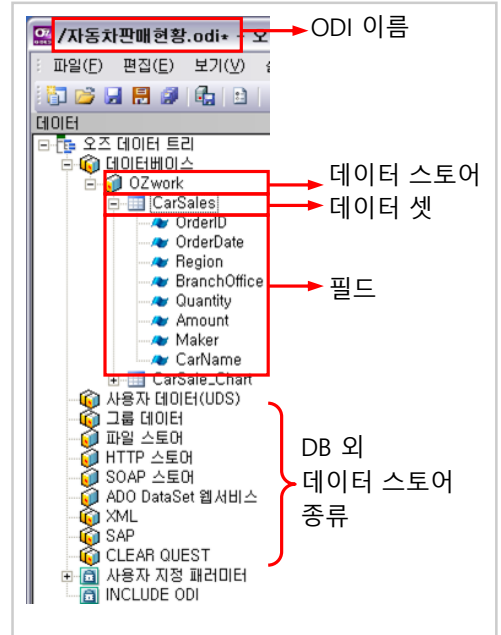 /자동차판매현황.odi* - 오
ODI 이름
파일(F) 편집(E) 보기(V)
데이터
오즈 데이터 트리
데이터베이스
OZwork
데이터 스토어
CarSales
데이터 셋
OrderID
OrderDate
Region
BranchOffice
필드
Quantity
Amount
Maker
CarName
CarSale_Chart
사용자 데이터(UDS)
그룹 데이터
파일 스토어
HTTP 스토어
SOAP 스토어
ADO DataSet 웹서비스
XML
SAP
CLEAR QUEST
DB 외
데이터 스토어
종류
사용자 지정 패러미터
INCLUDE ODI